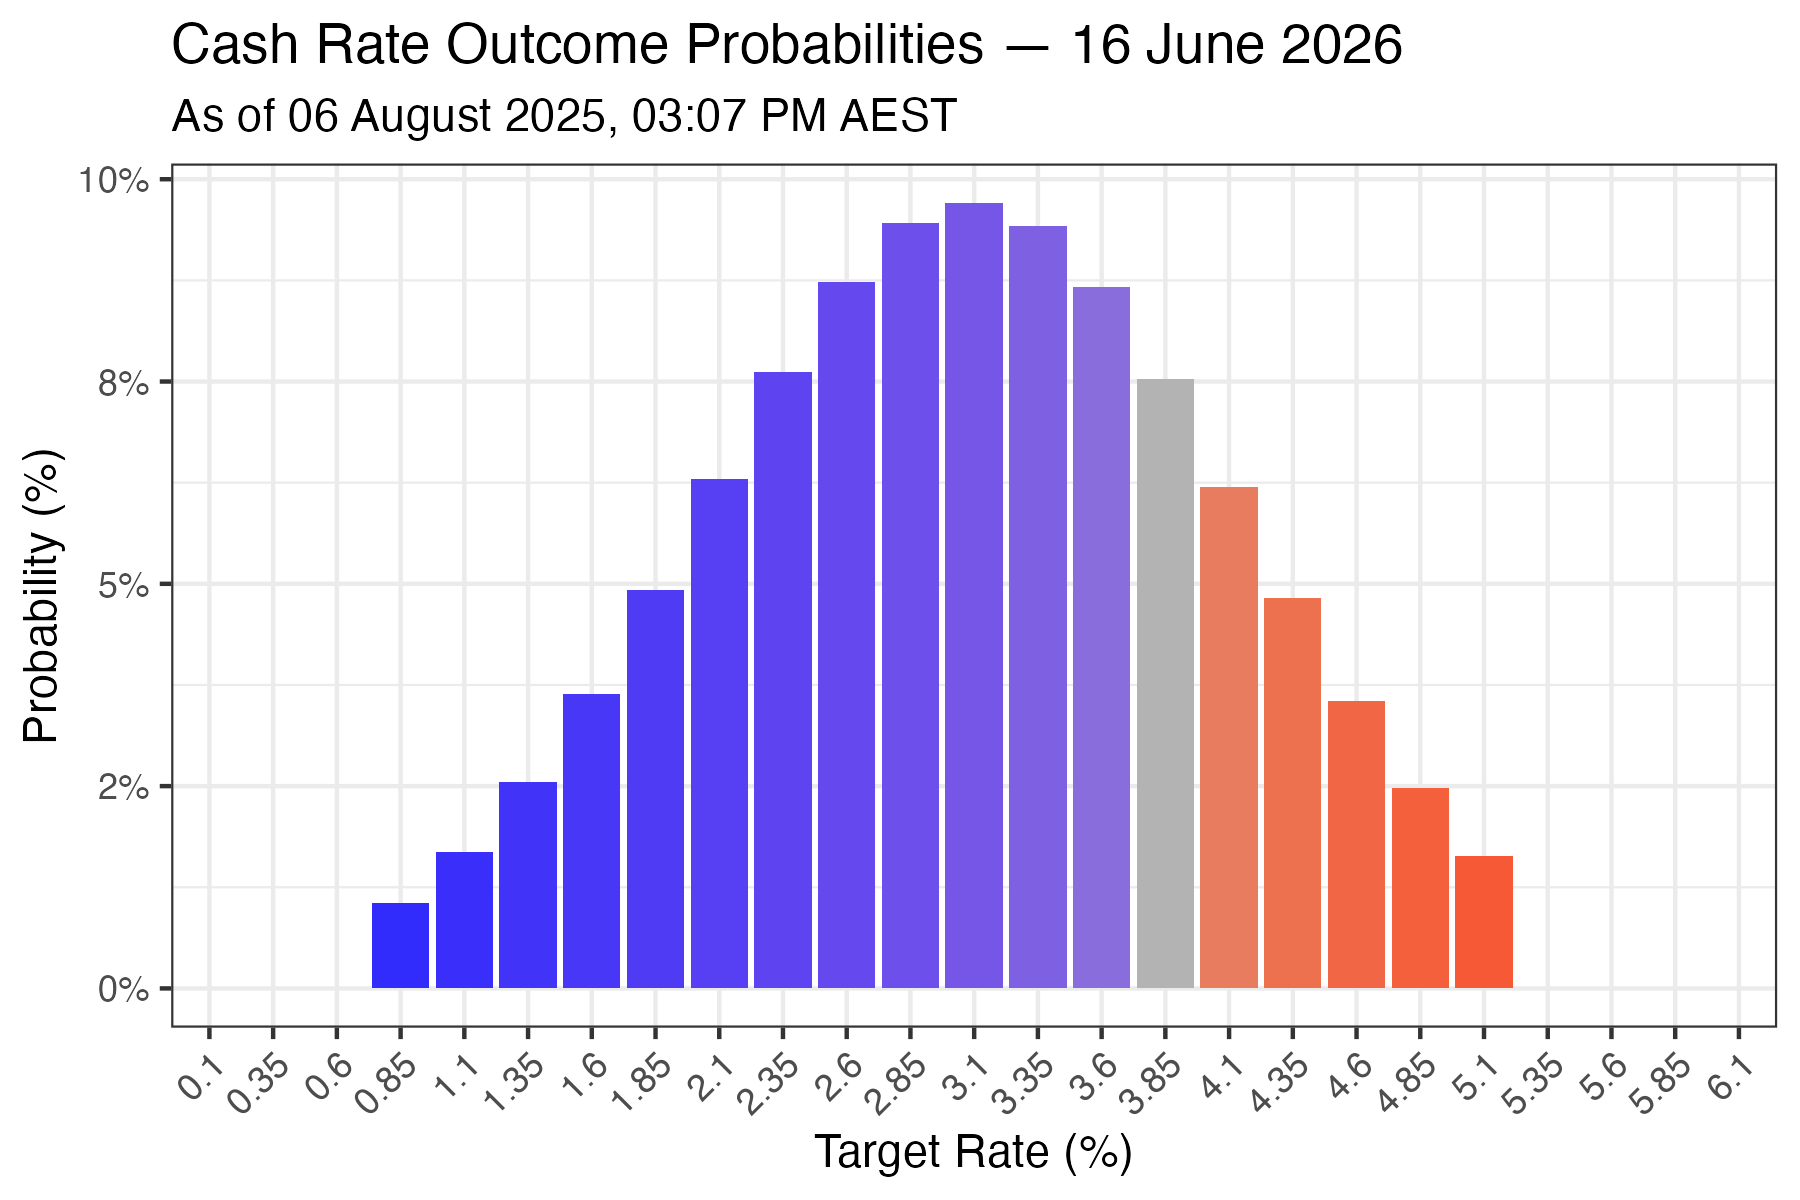 Cash Rate Outcome Probabilities — 16 June 2026
As of 06 August 2025, 03:07 PM AEST
Probability (%)
10%
8%
5%
2%
0%
0.1 0.35 0.6 0.85 1.1 1.35 1.6 1.85 2.1 2.35 2.6 2.85 3.1 3.35 3.6 3.85 4.1 4.35 4.6 4.85 5.1 5.35 5.6 5.85 6.1
Target Rate (%)